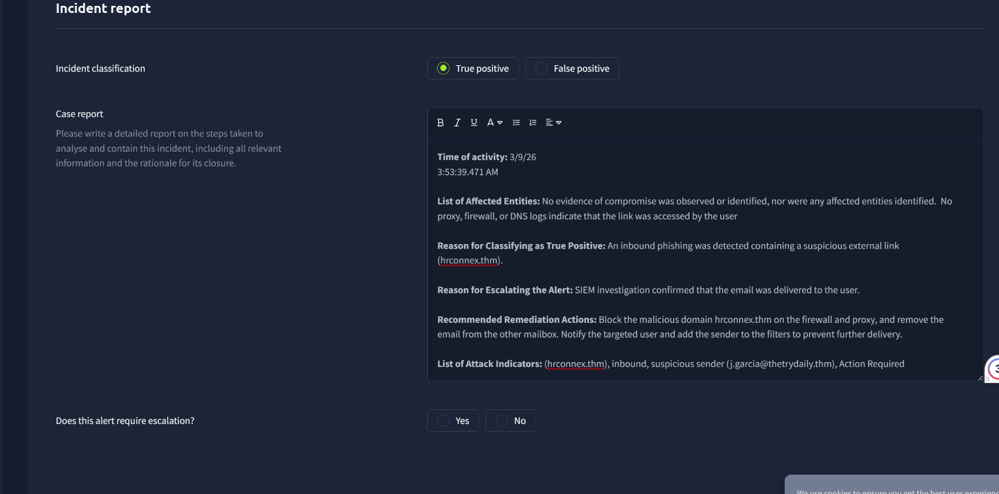 Incident report
Incident classification
True positive
False positive
Case report
Please write a detailed report on the steps taken to
analyse and contain this incident, including all relevant
information and the rationale for its closure.
B I U A
Time of activity: 3/9/26
3:53:39.471 AM
List of Affected Entities: No evidence of compromise was observed or identified, nor were any affected entities identified.  No
proxy, firewall, or DNS logs indicate that the link was accessed by the user
Reason for Classifying as True Positive: An inbound phishing was detected containing a suspicious external link
(hrconnex.thm).
Reason for Escalating the Alert: SIEM investigation confirmed that the email was delivered to the user.
Recommended Remediation Actions: Block the malicious domain hrconnex.thm on the firewall and proxy, and remove the
email from the other mailbox. Notify the targeted user and add the sender to the filters to prevent further delivery.
List of Attack Indicators: (hrconnex.thm), inbound, suspicious sender (j.garcia@thetrydaily.thm), Action Required
3
Does this alert require escalation?
Yes
No
We use cookies to ensure you get the best user experienc